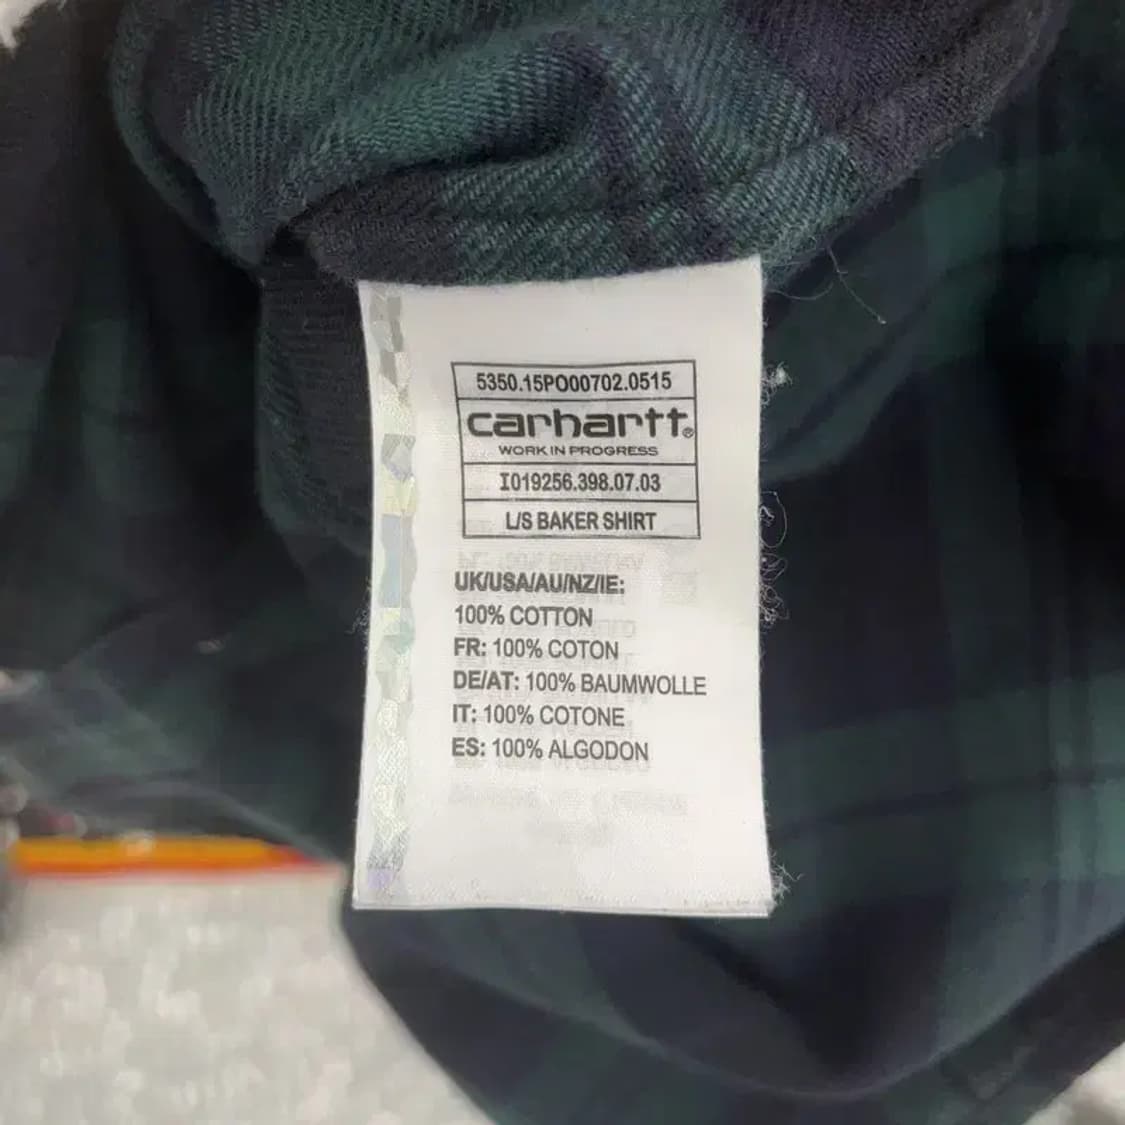 5350.15PO00702.0515
carhartt®
WORK IN PROGRESS
I019256.398.07.03
L/S BAKER SHIRT
UK/USA/AU/NZ/IE:
100% COTTON
FR: 100% COTON
DE/AT: 100% BAUMWOLLE
IT: 100% COTONE
ES: 100% ALGODON